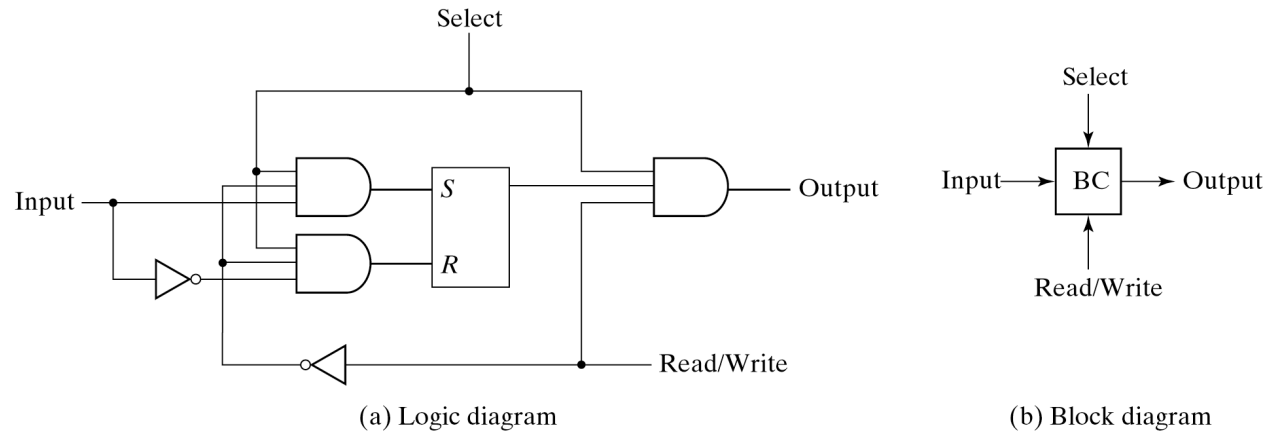 Select
Input
S
R
Output
Read/Write
(a) Logic diagram
Select
Input
BC
Output
Read/Write
(b) Block diagram